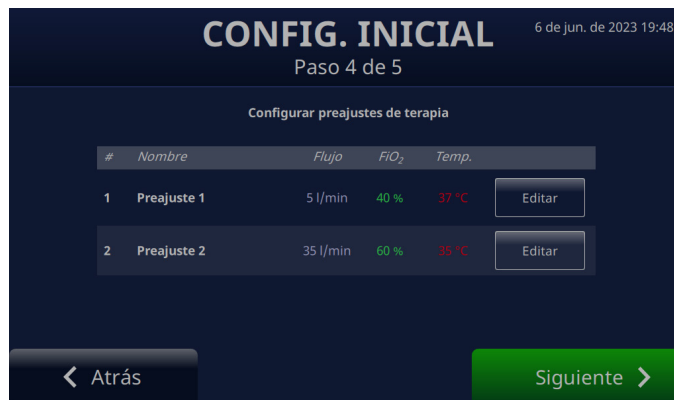 CONFIG. INICIAL
6 de jun. de 2023 19:48
Paso 4 de 5
Configurar preajustes de terapia
# Nombre Flujo FiO₂ Temp.
1 Preajuste 1 5 l/min 40 % 37 °C Editar
2 Preajuste 2 35 l/min 60 % 35 °C Editar
Atrás
Siguiente